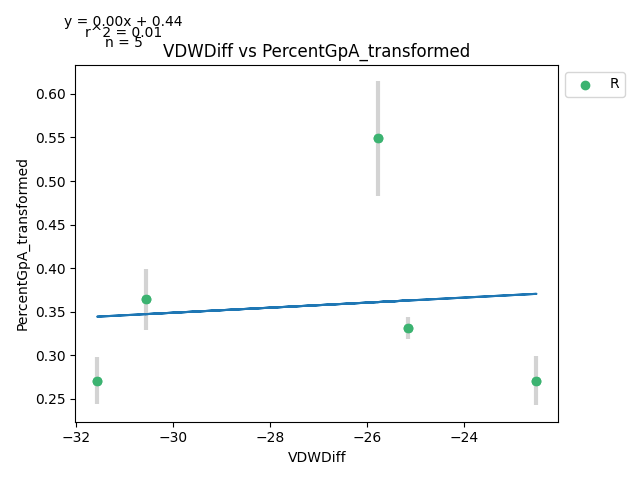 y = 0.00x + 0.44
r^2 = 0.01
n = 5
VDWDiff vs PercentGpA_transformed
R
PercentGpA_transformed
0.60
0.55
0.50
0.45
0.40
0.35
0.30
0.25
−32
−30
−28
−26
−24
VDWDiff